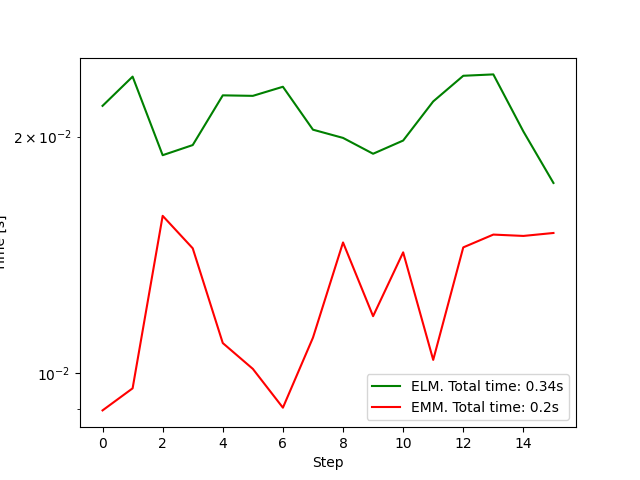 2 × 10⁻²
10⁻²
Time [s]
0 2 4 6 8 10 12 14
Step
ELM. Total time: 0.34s
EMM. Total time: 0.2s